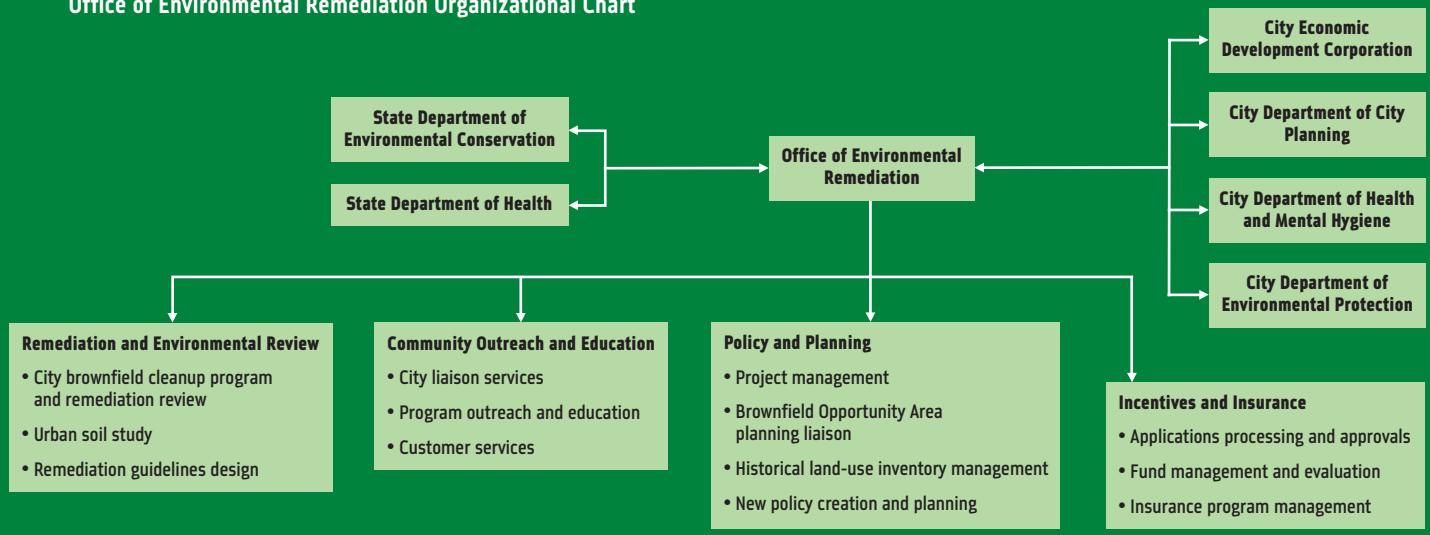 Office of Environmental Remediation Organizational Chart
City Economic
Development Corporation
State Department of
Environmental Conservation
City Department of City
Planning
Office of Environmental
Remediation
State Department of Health
City Department of Health
and Mental Hygiene
City Department of
Environmental Protection
Remediation and Environmental Review
• City brownfield cleanup program
and remediation review
• Urban soil study
• Remediation guidelines design
Community Outreach and Education
• City liaison services
• Program outreach and education
• Customer services
Policy and Planning
• Project management
• Brownfield Opportunity Area
planning liaison
• Historical land-use inventory management
• New policy creation and planning
Incentives and Insurance
• Applications processing and approvals
• Fund management and evaluation
• Insurance program management